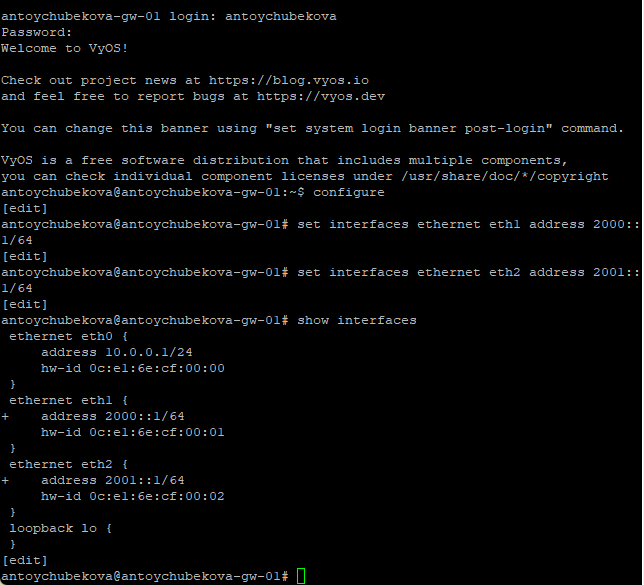 antoychubekova-gw-01 login: antoychubekova
Password:
Welcome to VyOS!

Check out project news at https://blog.vyos.io
and feel free to report bugs at https://vyos.dev

You can change this banner using "set system login banner post-login" command.

VyOS is a free software distribution that includes multiple components,
you can check individual component licenses under /usr/share/doc/*/copyright
antoychubekova@antoychubekova-gw-01:~$ configure
[edit]
antoychubekova@antoychubekova-gw-01# set interfaces ethernet eth1 address 2000::
1/64
[edit]
antoychubekova@antoychubekova-gw-01# set interfaces ethernet eth2 address 2001::
1/64
[edit]
antoychubekova@antoychubekova-gw-01# show interfaces
 ethernet eth0 {
     address 10.0.0.1/24
     hw-id 0c:e1:6e:cf:00:00
 }
 ethernet eth1 {
+    address 2000::1/64
     hw-id 0c:e1:6e:cf:00:01
 }
 ethernet eth2 {
+    address 2001::1/64
     hw-id 0c:e1:6e:cf:00:02
 }
 loopback lo {
 }
[edit]
antoychubekova@antoychubekova-gw-01#